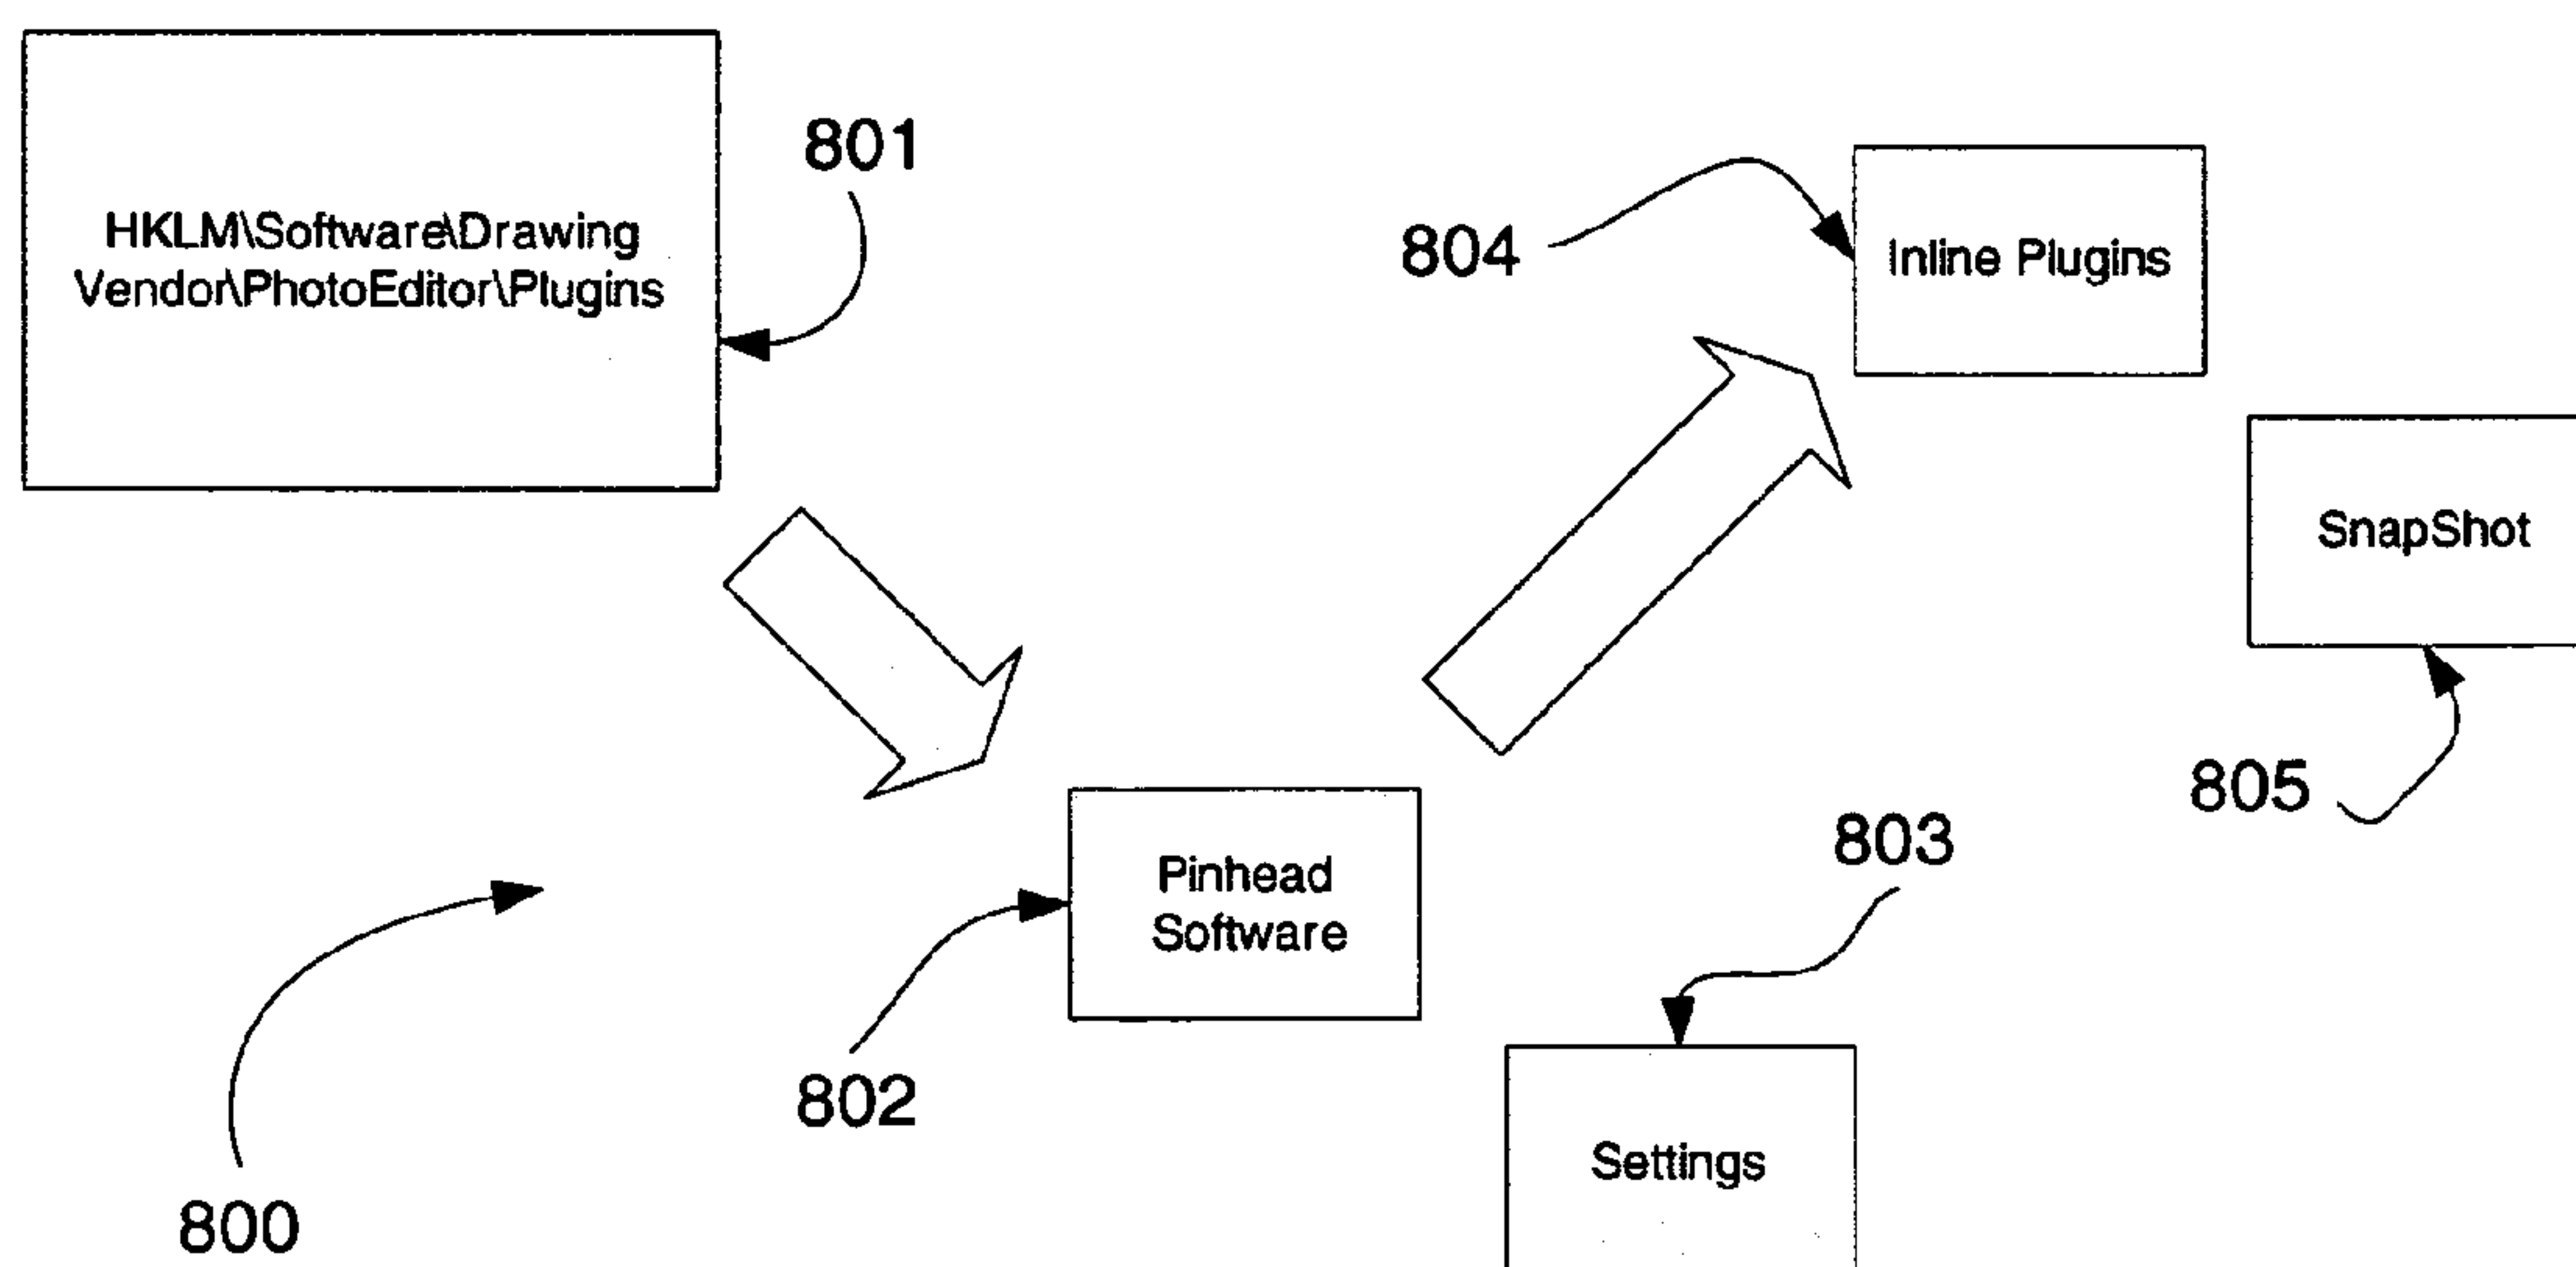 801
HKLM\Software\Drawing
Vendor\PhotoEditor\Plugins
804
Inline Plugins
SnapShot
805
803
Pinhead
Software
802
Settings
800